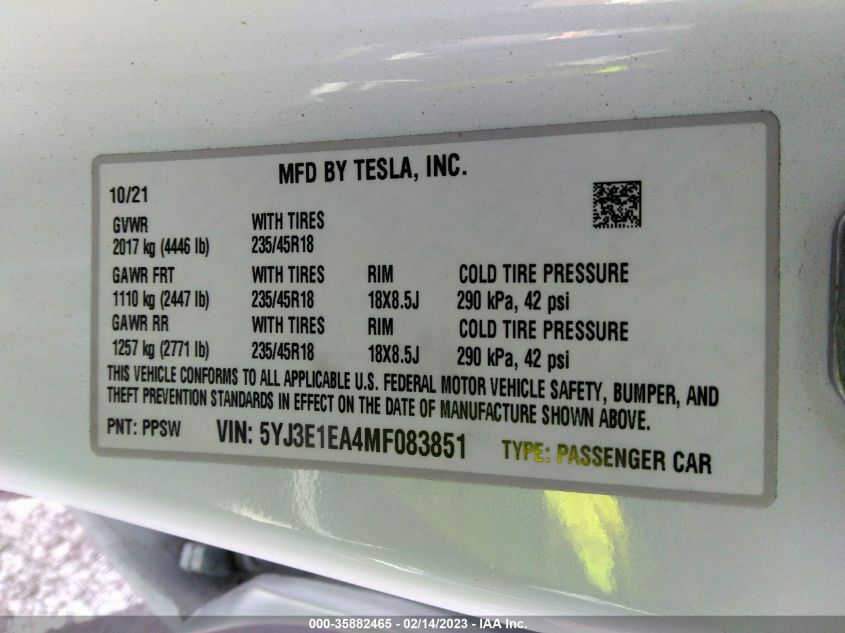 MFD BY TESLA, INC.
10/21
GVWR WITH TIRES
2017 kg (4446 lb) 235/45R18
GAWR FRT WITH TIRES RIM COLD TIRE PRESSURE
1110 kg (2447 lb) 235/45R18 18X8.5J 290 kPa, 42 psi
GAWR RR WITH TIRES RIM COLD TIRE PRESSURE
1257 kg (2771 lb) 235/45R18 18X8.5J 290 kPa, 42 psi
THIS VEHICLE CONFORMS TO ALL APPLICABLE U.S. FEDERAL MOTOR VEHICLE SAFETY, BUMPER, AND
THEFT PREVENTION STANDARDS IN EFFECT ON THE DATE OF MANUFACTURE SHOWN ABOVE.
PNT: PPSW VIN: 5YJ3E1EA4MF083851 TYPE: PASSENGER CAR
000-35882465 - 02/14/2023 - IAA Inc.